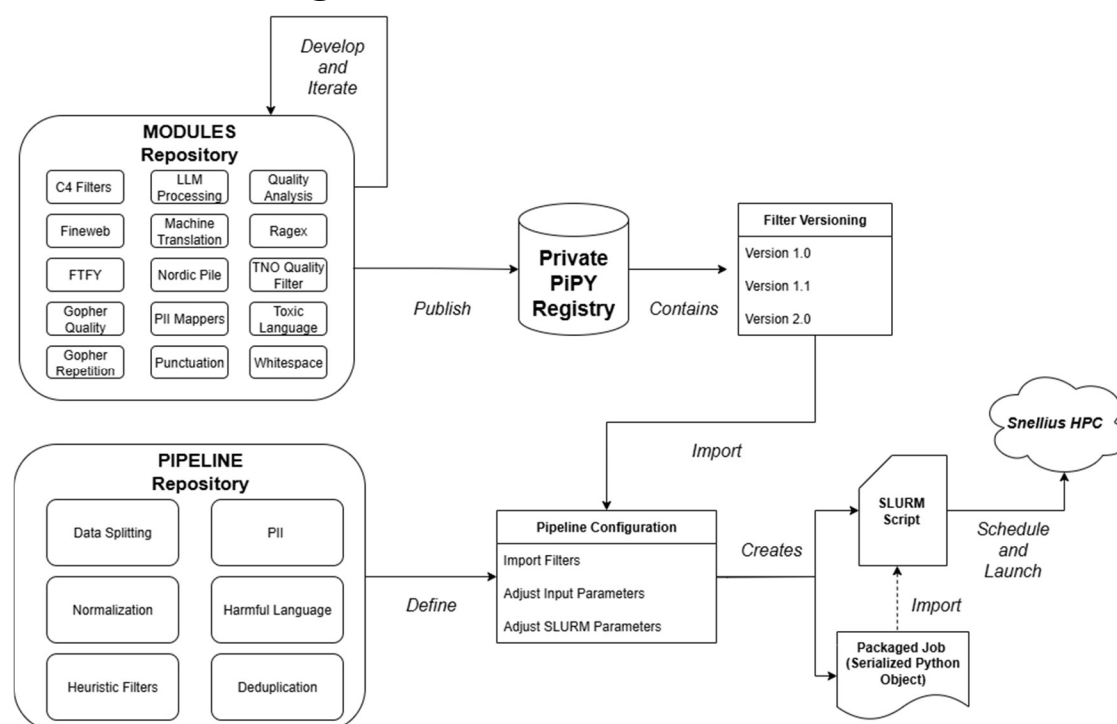 Develop
and
Iterate
MODULES
Repository
C4 Filters
LLM
Processing
Quality
Analysis
Fineweb
Machine
Translation
Ragex
FTFY
Nordic Pile
TNO Quality
Filter
Gopher
Quality
PII Mappers
Toxic
Language
Gopher
Repetition
Punctuation
Whitespace
Publish
Private
PiPY
Registry
Contains
Filter Versioning
Version 1.0
Version 1.1
Version 2.0
Import
Snellius HPC
PIPELINE
Repository
Data Splitting
PII
Normalization
Harmful Language
Heuristic Filters
Deduplication
Define
Pipeline Configuration
Import Filters
Adjust Input Parameters
Adjust SLURM Parameters
Creates
SLURM
Script
Schedule
and
Launch
Import
Packaged Job
(Serialized Python
Object)